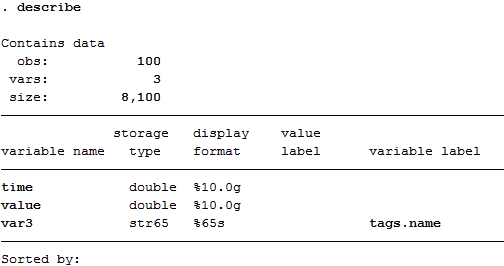 . describe
Contains data
obs: 100
vars: 3
size: 8,100
storage display value
variable name type format label variable label
time double %10.0g
value double %10.0g
var3 str65 %65s tags.name
Sorted by: